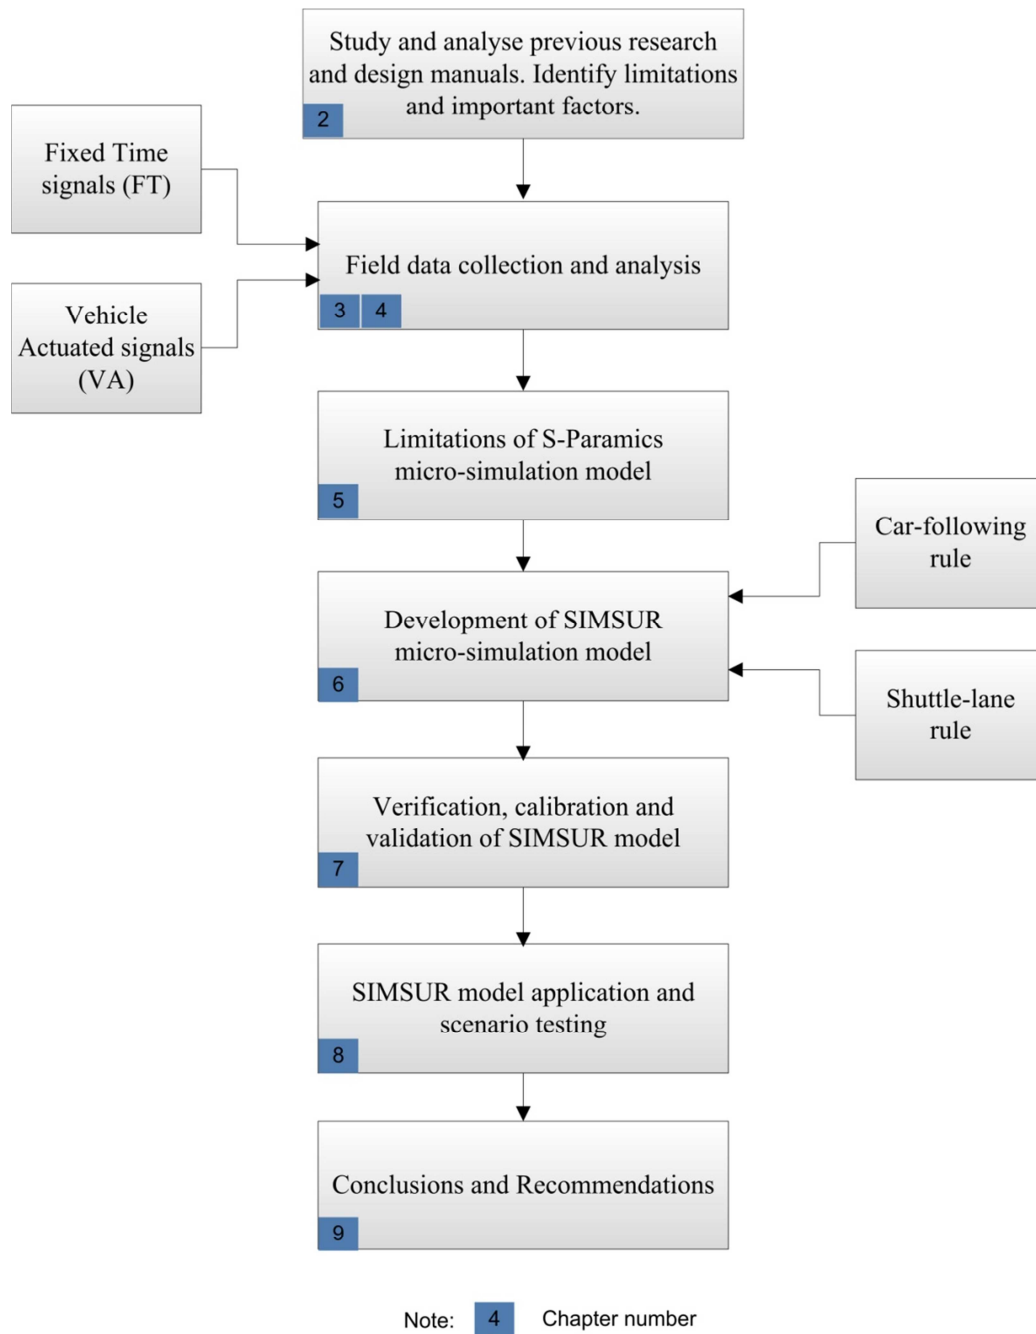 Study and analyse previous research
and design manuals. Identify limitations
and important factors.
2
Fixed Time
signals (FT)
Vehicle
Actuated signals
(VA)
Field data collection and analysis
3 4
Limitations of S-Paramics
micro-simulation model
5
Car-following
rule
Development of SIMSUR
micro-simulation model
6
Shuttle-lane
rule
Verification, calibration and
validation of SIMSUR model
7
SIMSUR model application and
scenario testing
8
Conclusions and Recommendations
9
Note: 4 Chapter number